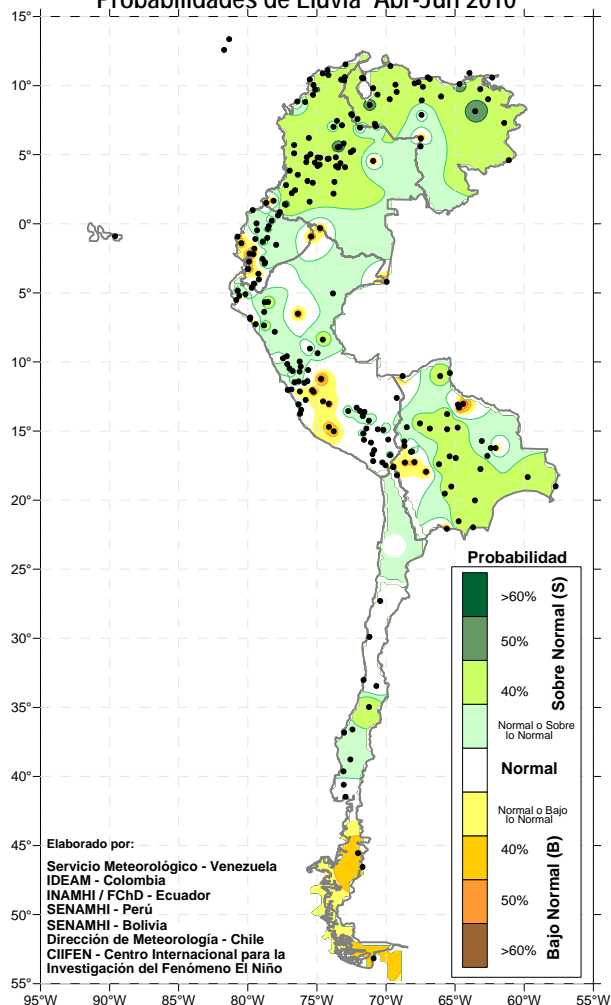 Probabilidades de Lluvia Abr-Jun 2010
15°
10°
5°
0°
5°
10°
15°
20°
25°
30°
35°
40°
45°
50°
55°
95°W
90°W
85°W
80°W
75°W
70°W
65°W
60°W
55°W
Probabilidad
>60%
50%
40%
Normal o Sobre
lo Normal
Normal
Normal o Bajo
lo Normal
40%
50%
>60%
Sobre Normal (S)
Bajo Normal (B)
Elaborado por:
Servicio Meteorológico - Venezuela
IDEAM - Colombia
INAMHI / FChD - Ecuador
SENAMHI - Perú
SENAMHI - Bolivia
Dirección de Meteorología - Chile
CIIFEN - Centro Internacional para la
Investigación del Fenómeno El Niño